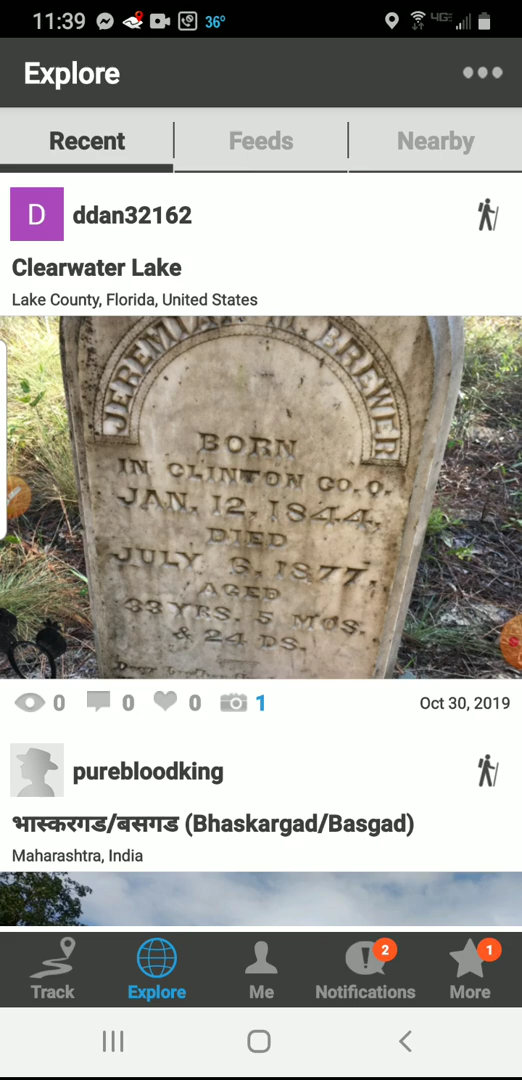 11:39 36° 4GE
Explore
Recent Feeds Nearby
D ddan32162
Clearwater Lake
Lake County, Florida, United States
JEREMIAH M. BREWER
BORN
IN CLINTON CO. O.
JAN. 12, 1844,
DIED
JULY 6, 1877,
AGED
33 YRS. 5 MOS.
& 24 DS.
0 0 0 1 Oct 30, 2019
purebloodking
भास्करगड/बसगड (Bhaskargad/Basgad)
Maharashtra, India
2 1
Track Explore Me Notifications More